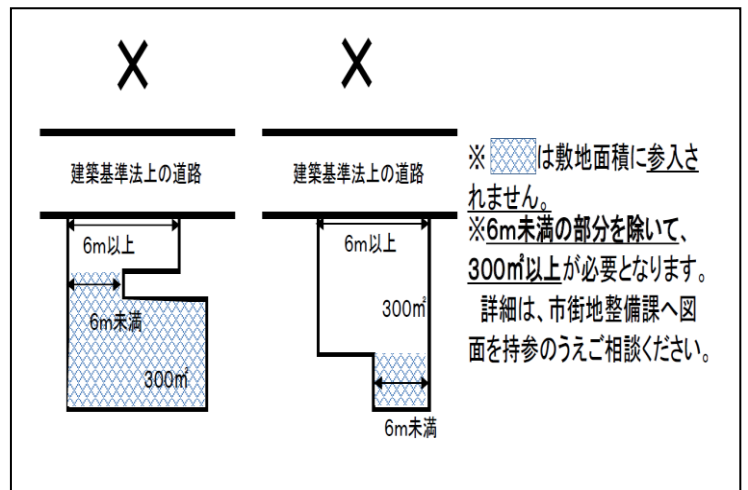 ×
×
建築基準法上の道路
6m以上
6m未満
300㎡
建築基準法上の道路
6m以上
300㎡
6m未満
※ は敷地面積に参入さ
れません。
※6m未満の部分を除いて、
300㎡以上が必要となります。
詳細は、市街地整備課へ図
面を持参のうえご相談ください。